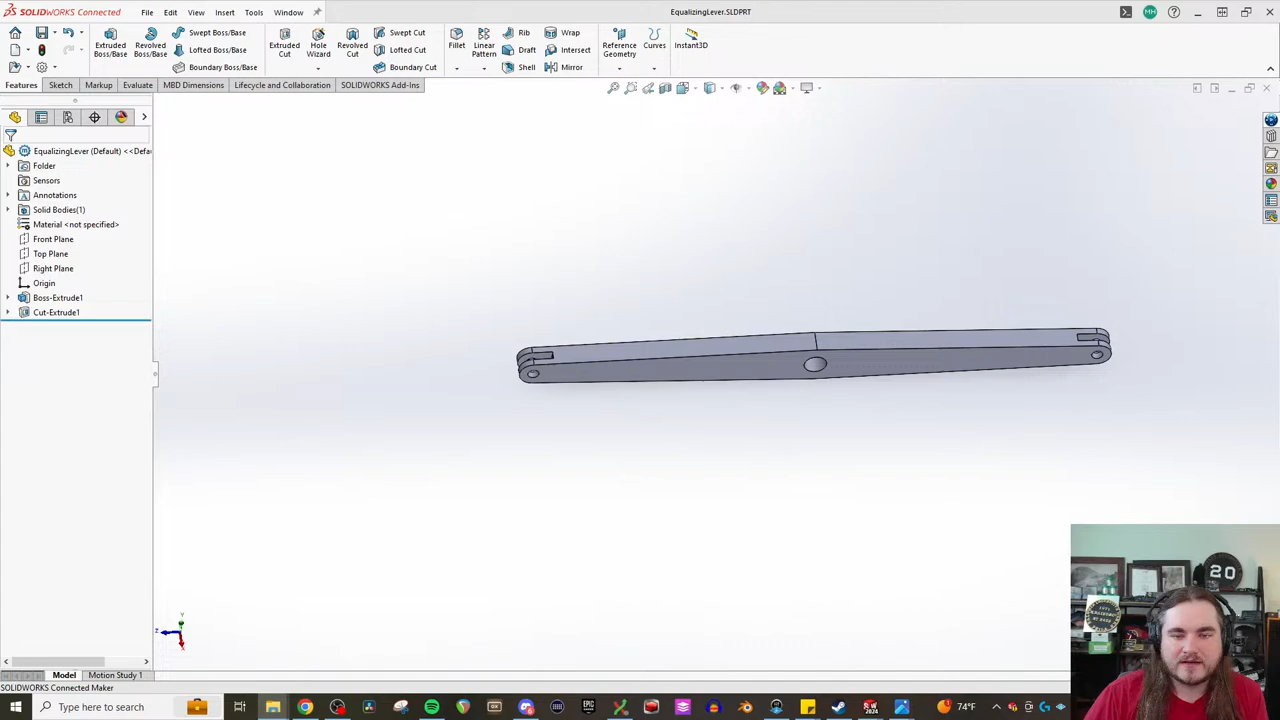 SOLIDWORKS CONNECTED
File
Edit
View
Insert
Tools
Window
EqualizingLever.SLDPRT
MH
Extruded Boss/Base
Revolved Boss/Base
Swept Boss/Base
Lofted Boss/Base
Boundary Boss/Base
Extruded Cut
Hole Wizard
Revolved Cut
Swept Cut
Lofted Cut
Boundary Cut
Fillet
Linear Pattern
Rib
Draft
Shell
Wrap
Intersect
Mirror
Reference Geometry
Curves
Instant3D
Features
Sketch
Markup
Evaluate
MBD Dimensions
Lifecycle and Collaboration
SOLIDWORKS Add-Ins
EqualizingLever (Default) <<Defau
Folder
Sensors
Annotations
Solid Bodies(1)
Material <not specified>
Front Plane
Top Plane
Right Plane
Origin
Boss-Extrude1
Cut-Extrude1
Y
Z
X
20
Model
Motion Study 1
SOLIDWORKS Connected Maker
Type here to search
74°F